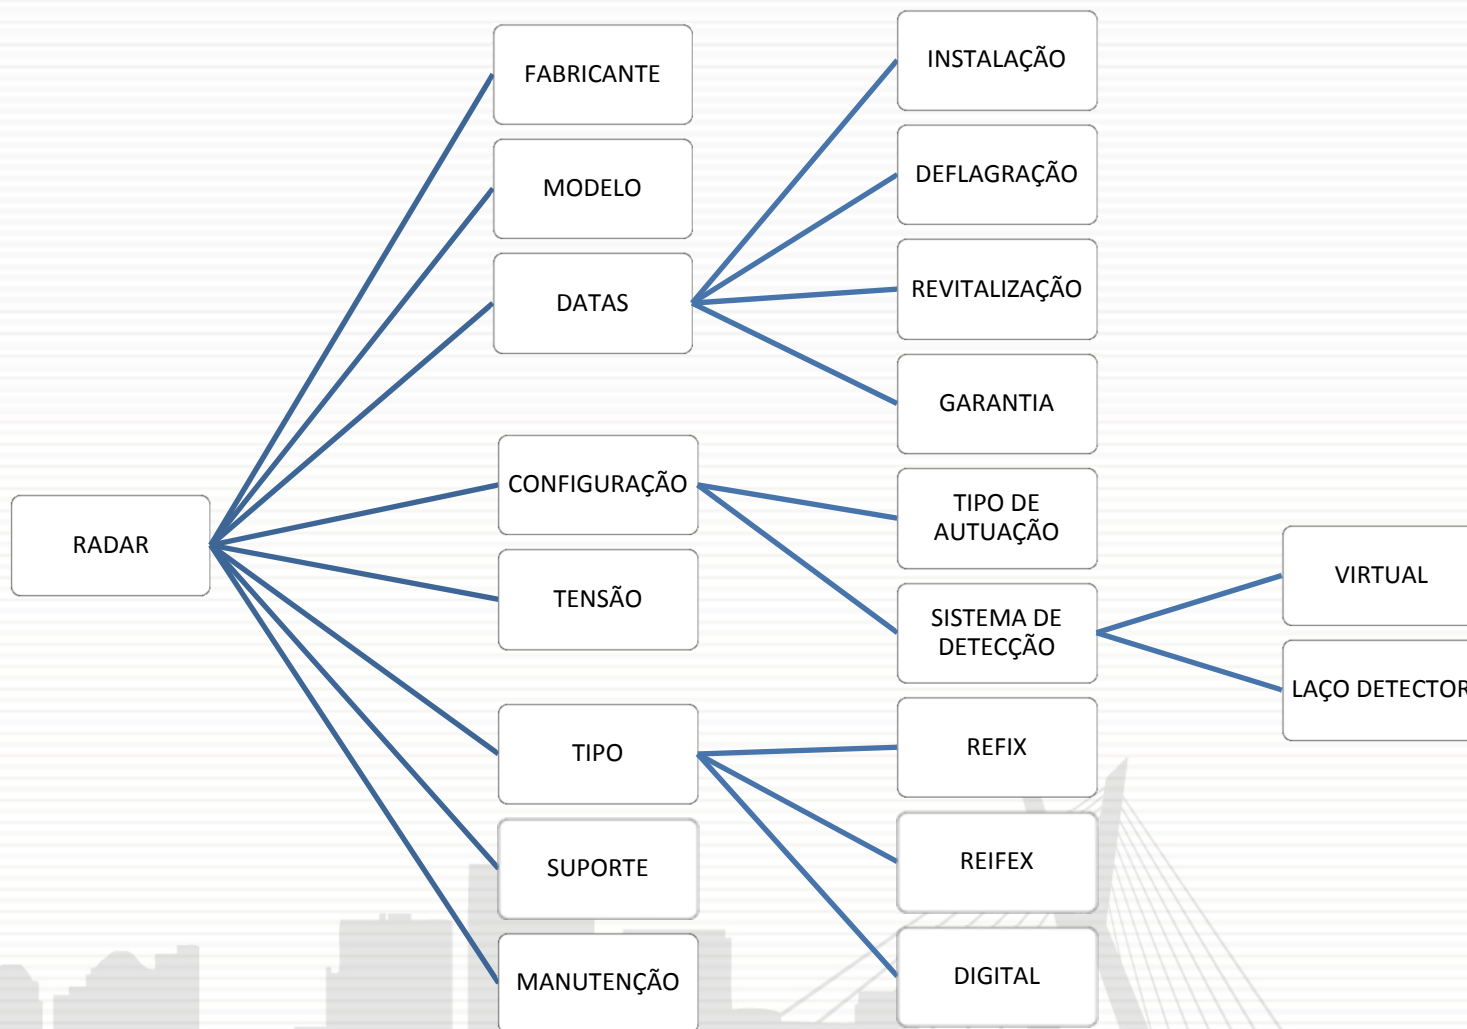 RADAR
FABRICANTE
MODELO
DATAS
INSTALAÇÃO
DEFLAGRAÇÃO
REVITALIZAÇÃO
GARANTIA
CONFIGURAÇÃO
TIPO DE
AUTUAÇÃO
SISTEMA DE
DETECÇÃO
VIRTUAL
LAÇO DETECTOR
TENSÃO
TIPO
REFIX
REIFEX
DIGITAL
SUPORTE
MANUTENÇÃO